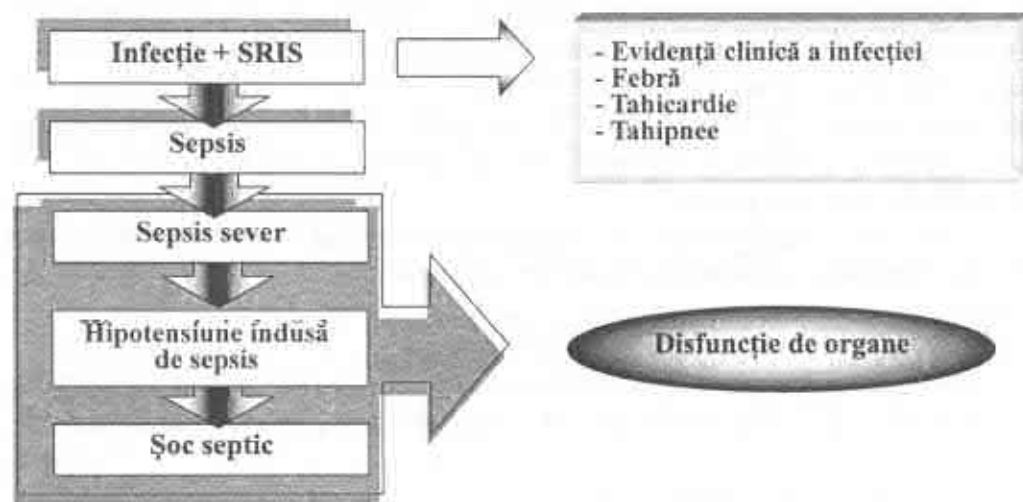 Infecție + SRIS
- Evidență clinică a infecției
- Febră
- Tahicardie
- Tahipnee
Sepsis
Sepsis sever
Hipotensiune indusă
de sepsis
Disfuncție de organe
Șoc septic